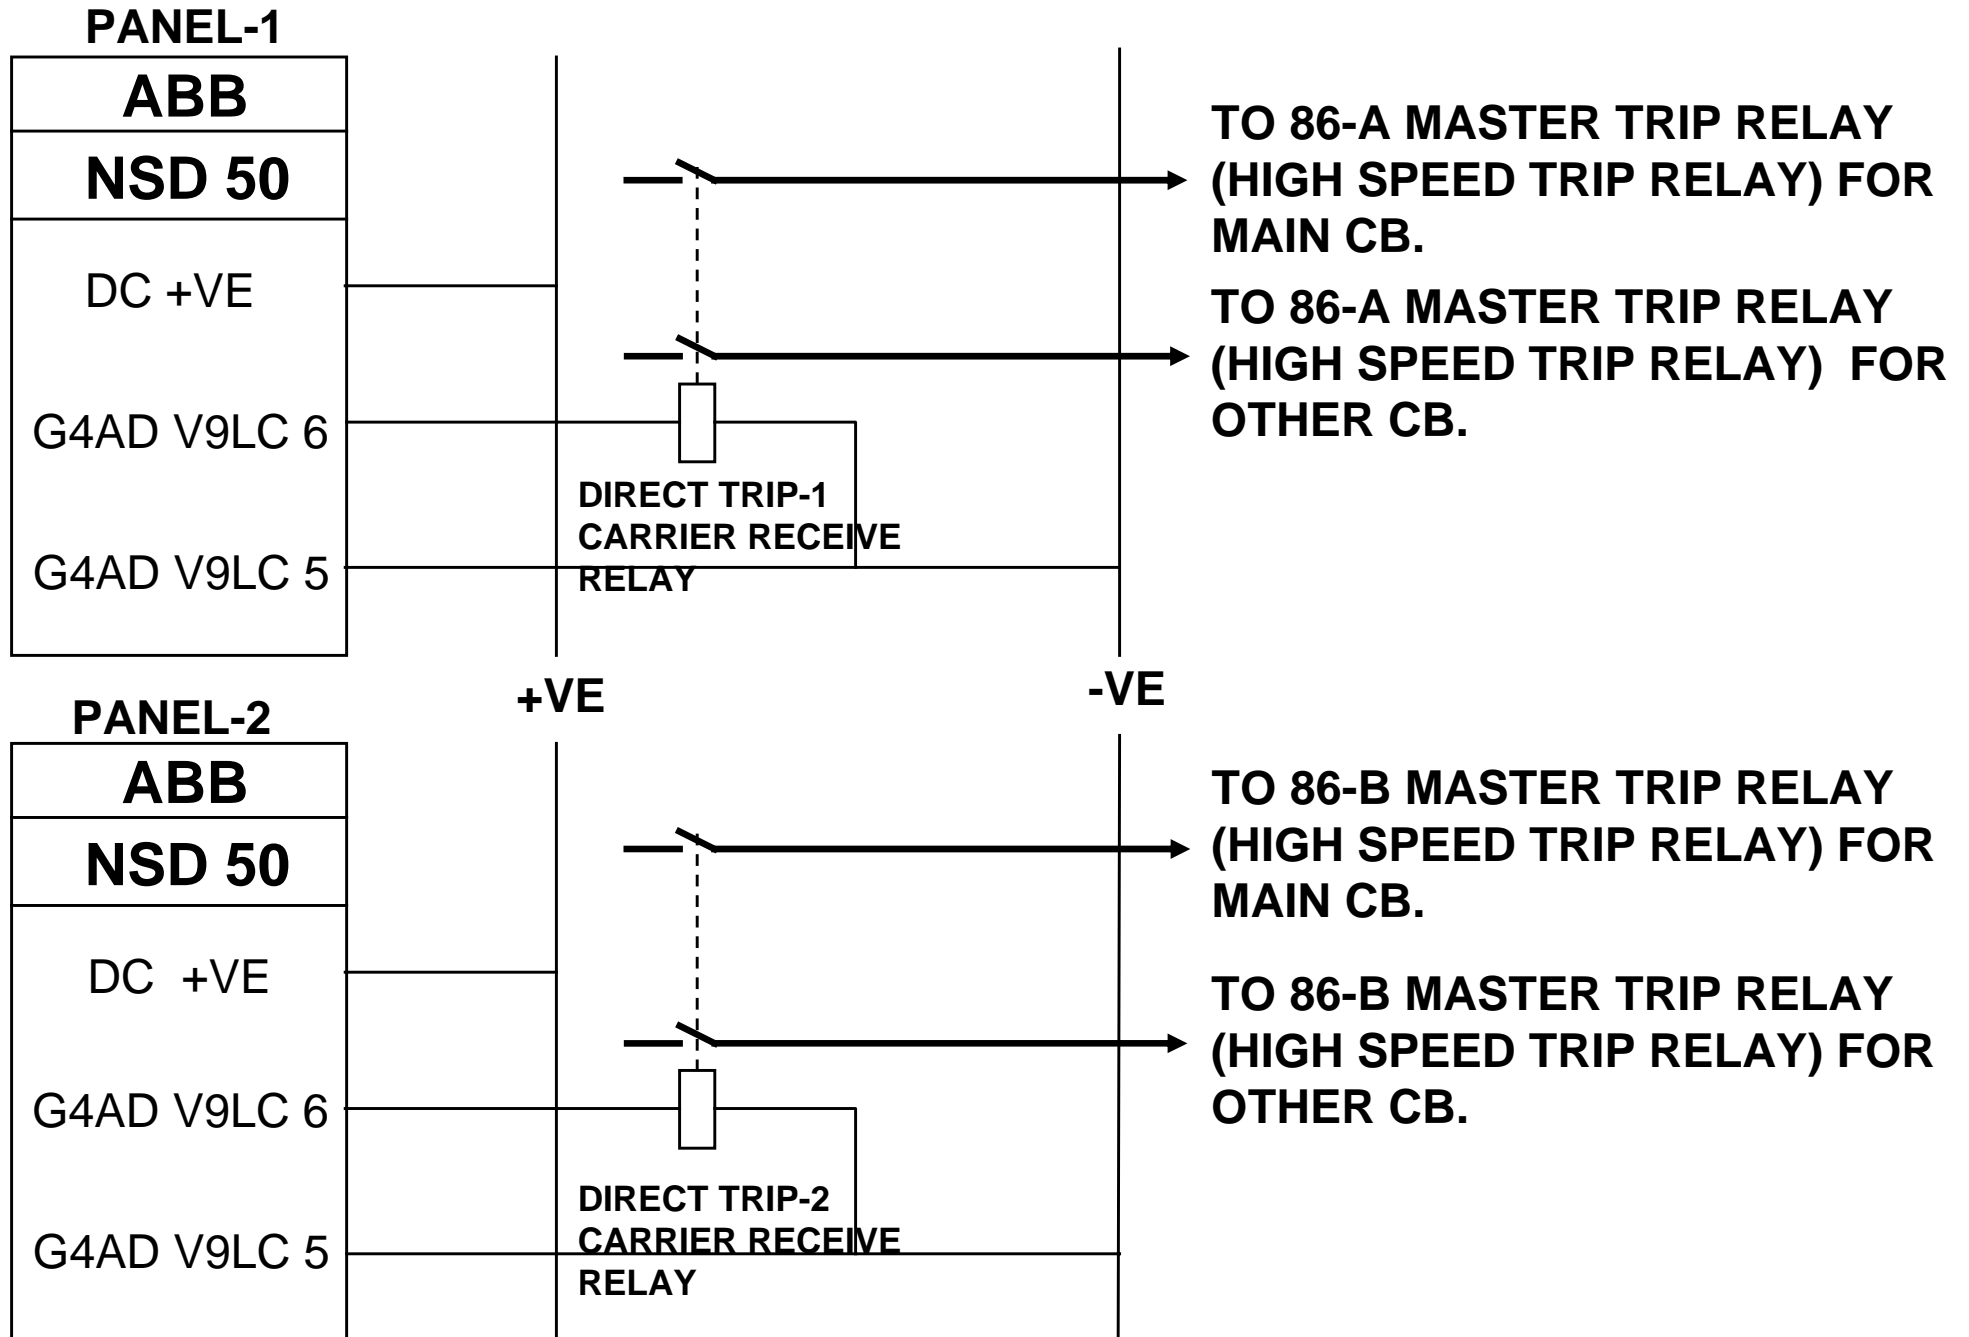 PANEL-1
ABB
NSD 50
DC +VE
G4AD V9LC 6
G4AD V9LC 5
DIRECT TRIP-1
CARRIER RECEIVE
RELAY
TO 86-A MASTER TRIP RELAY
(HIGH SPEED TRIP RELAY) FOR
MAIN CB.
TO 86-A MASTER TRIP RELAY
(HIGH SPEED TRIP RELAY) FOR
OTHER CB.
+VE
-VE
PANEL-2
ABB
NSD 50
DC +VE
G4AD V9LC 6
G4AD V9LC 5
DIRECT TRIP-2
CARRIER RECEIVE
RELAY
TO 86-B MASTER TRIP RELAY
(HIGH SPEED TRIP RELAY) FOR
MAIN CB.
TO 86-B MASTER TRIP RELAY
(HIGH SPEED TRIP RELAY) FOR
OTHER CB.